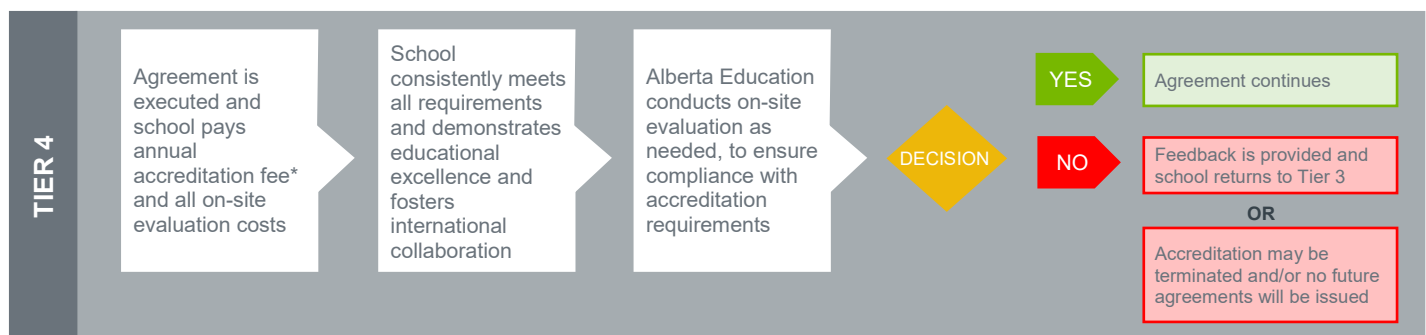 TIER 4
Agreement is
executed and
school pays
annual
accreditation fee*
and all on-site
evaluation costs
School
consistently meets
all requirements
and demonstrates
educational
excellence and
fosters
international
collaboration
Alberta Education
conducts on-site
evaluation as
needed, to ensure
compliance with
accreditation
requirements
DECISION
YES
Agreement continues
NO
Feedback is provided and
school returns to Tier 3
OR
Accreditation may be
terminated and/or no future
agreements will be issued